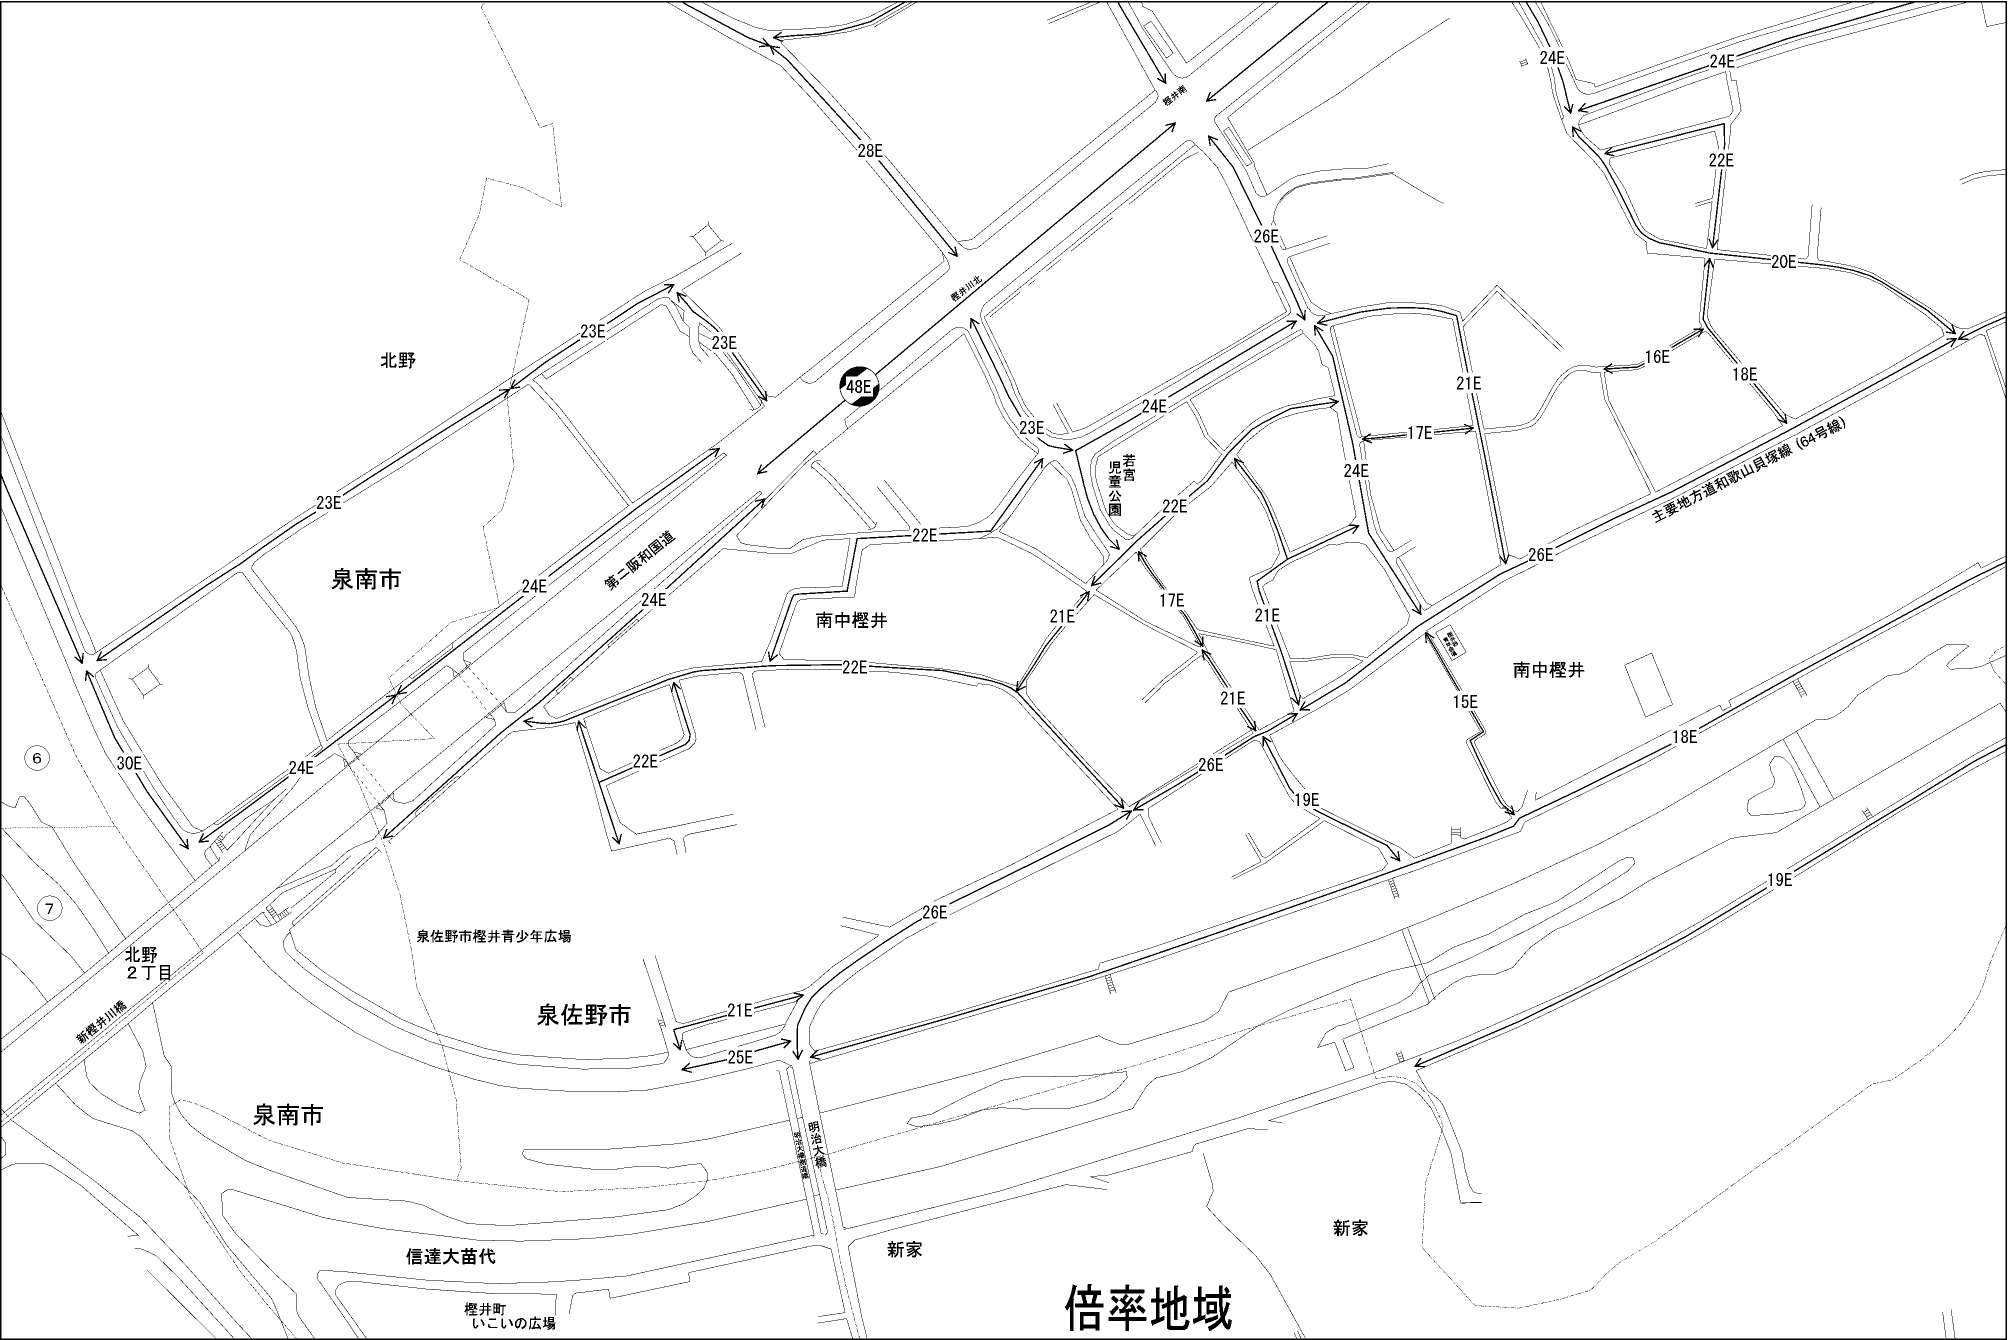 24E
24E
樫井南
28E
22E
26E
20E
樫井川北
23E
北野
23E
16E
18E
48E
21E
24E
23E
17E
主要地方道和歌山貝塚線 (64号線)
若宮
児童公園
24E
23E
22E
22E
26E
第二阪和国道
泉南市
24E
24E
17E
21E
21E
南中樫井
22E
南中樫井
21E
15E
18E
⑥
30E
24E
22E
26E
19E
19E
⑦
26E
泉佐野市樫井青少年広場
北野
2丁目
新樫井川橋
泉佐野市
21E
25E
泉南市
明治大橋
信達大苗代
新家
新家
樫井町
いこいの広場
倍率地域